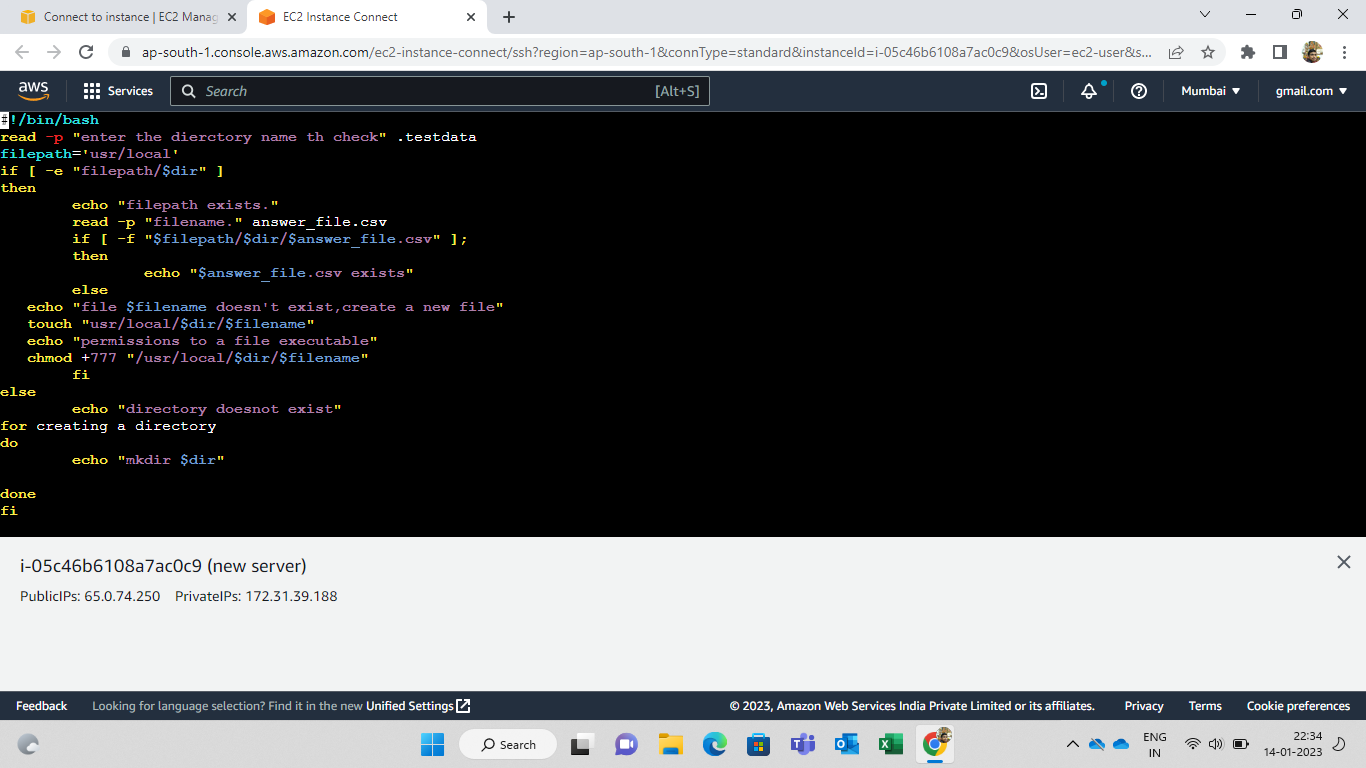 Connect to instance | EC2 Manag
EC2 Instance Connect
ap-south-1.console.aws.amazon.com/ec2-instance-connect/ssh?region=ap-south-1&connType=standard&instanceId=i-05c46b6108a7ac0c9&osUser=ec2-user&s...
aws Services Search [Alt+S] Mumbai gmail.com
#!/bin/bash
read -p "enter the dierctory name th check" .testdata
filepath='usr/local'
if [ -e "filepath/$dir" ]
then
echo "filepath exists."
read -p "filename." answer_file.csv
if [ -f "$filepath/$dir/$answer_file.csv" ];
then
echo "$answer_file.csv exists"
else
echo "file $filename doesn't exist,create a new file"
touch "usr/local/$dir/$filename"
echo "permissions to a file executable"
chmod +777 "/usr/local/$dir/$filename"
fi
else
echo "directory doesnot exist"
for creating a directory
do
echo "mkdir $dir"
done
fi
i-05c46b6108a7ac0c9 (new server)
PublicIPs: 65.0.74.250 PrivateIPs: 172.31.39.188
Feedback Looking for language selection? Find it in the new Unified Settings © 2023, Amazon Web Services India Private Limited or its affiliates. Privacy Terms Cookie preferences
Search
ENG
IN
22:34
14-01-2023